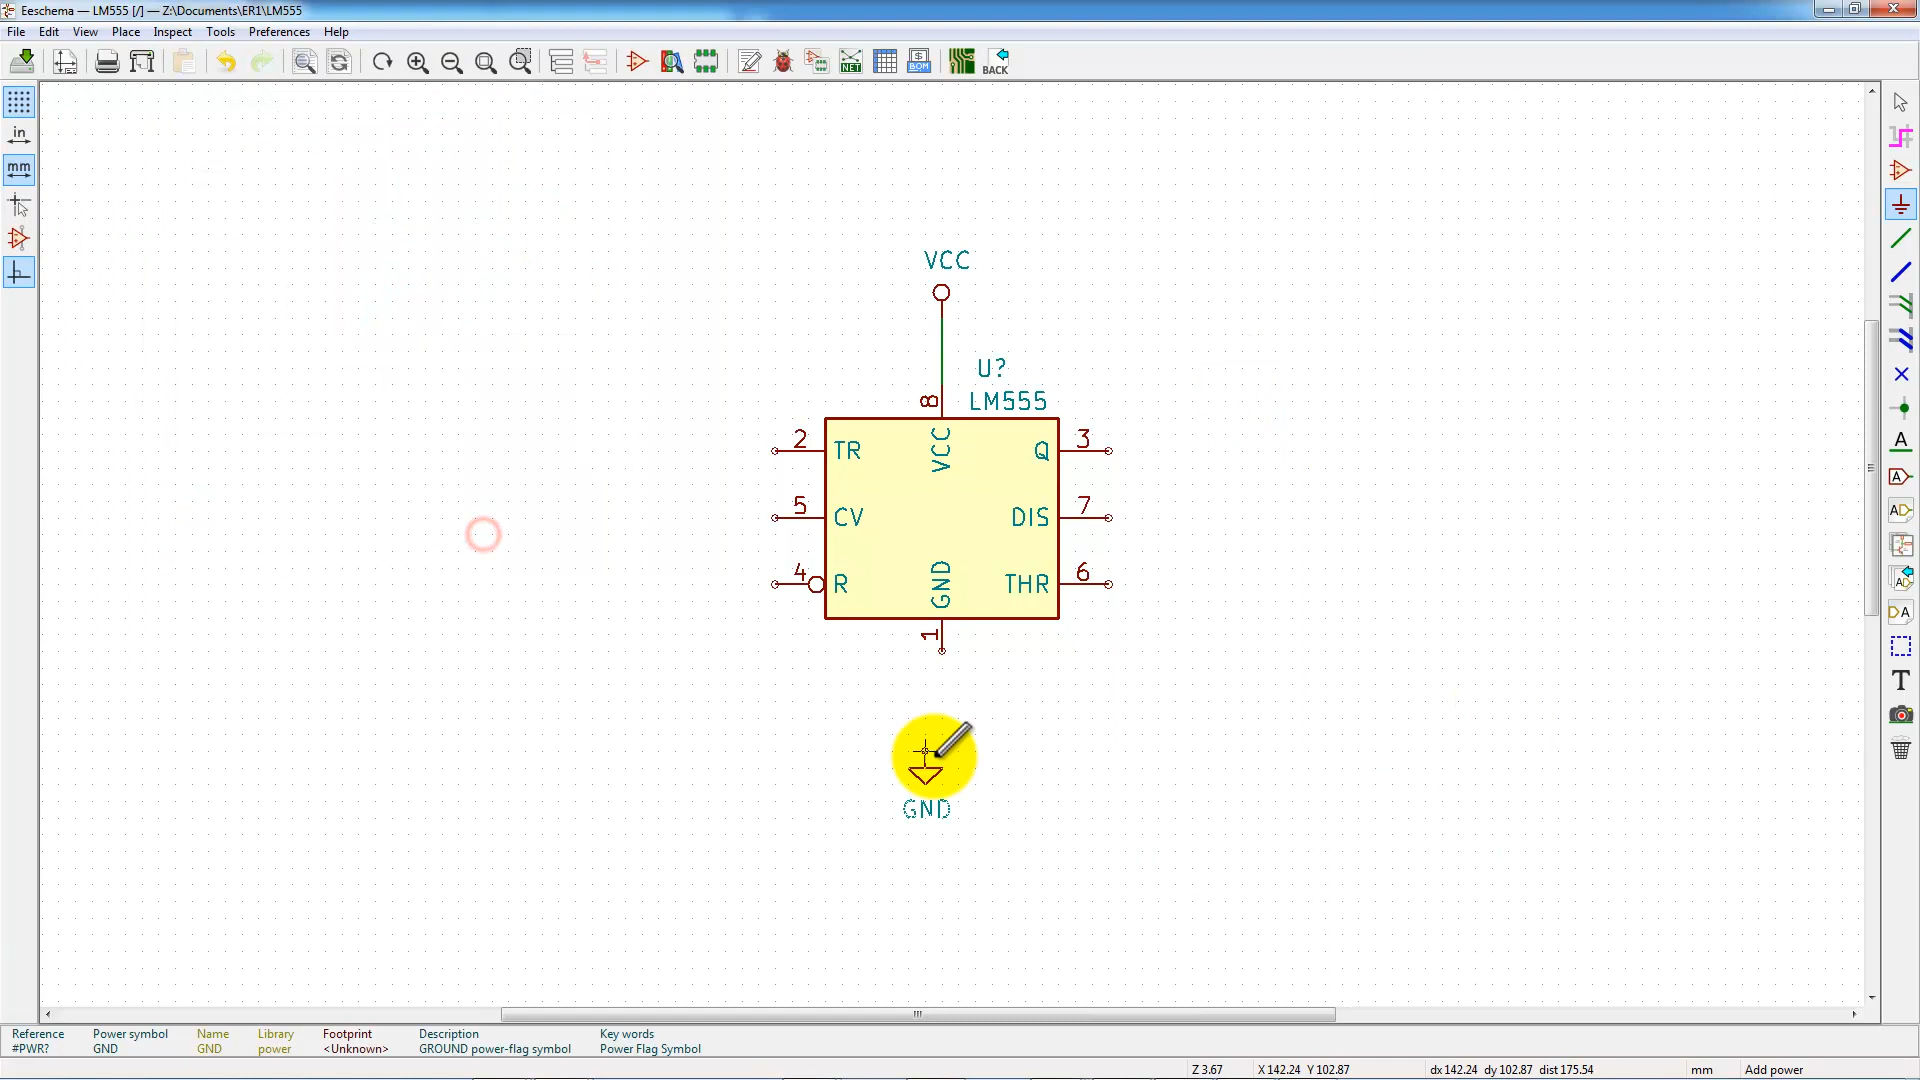 Eeschema — LM555 [/] — Z:\Documents\ER1\LM555
File Edit View Place Inspect Tools Preferences Help
NET BOM BACK
in
mm
VCC
U?
LM555
8
2 TR VCC Q 3
5 CV DIS 7
4 R GND THR 6
1
GND
A
A
A
A
A
T
Reference Power symbol Name Library Footprint Description Key words
#PWR? GND GND power <Unknown> GROUND power-flag symbol Power Flag Symbol
Z 3.67 X 142.24 Y 102.87 dx 142.24 dy 102.87 dist 175.54 mm Add power